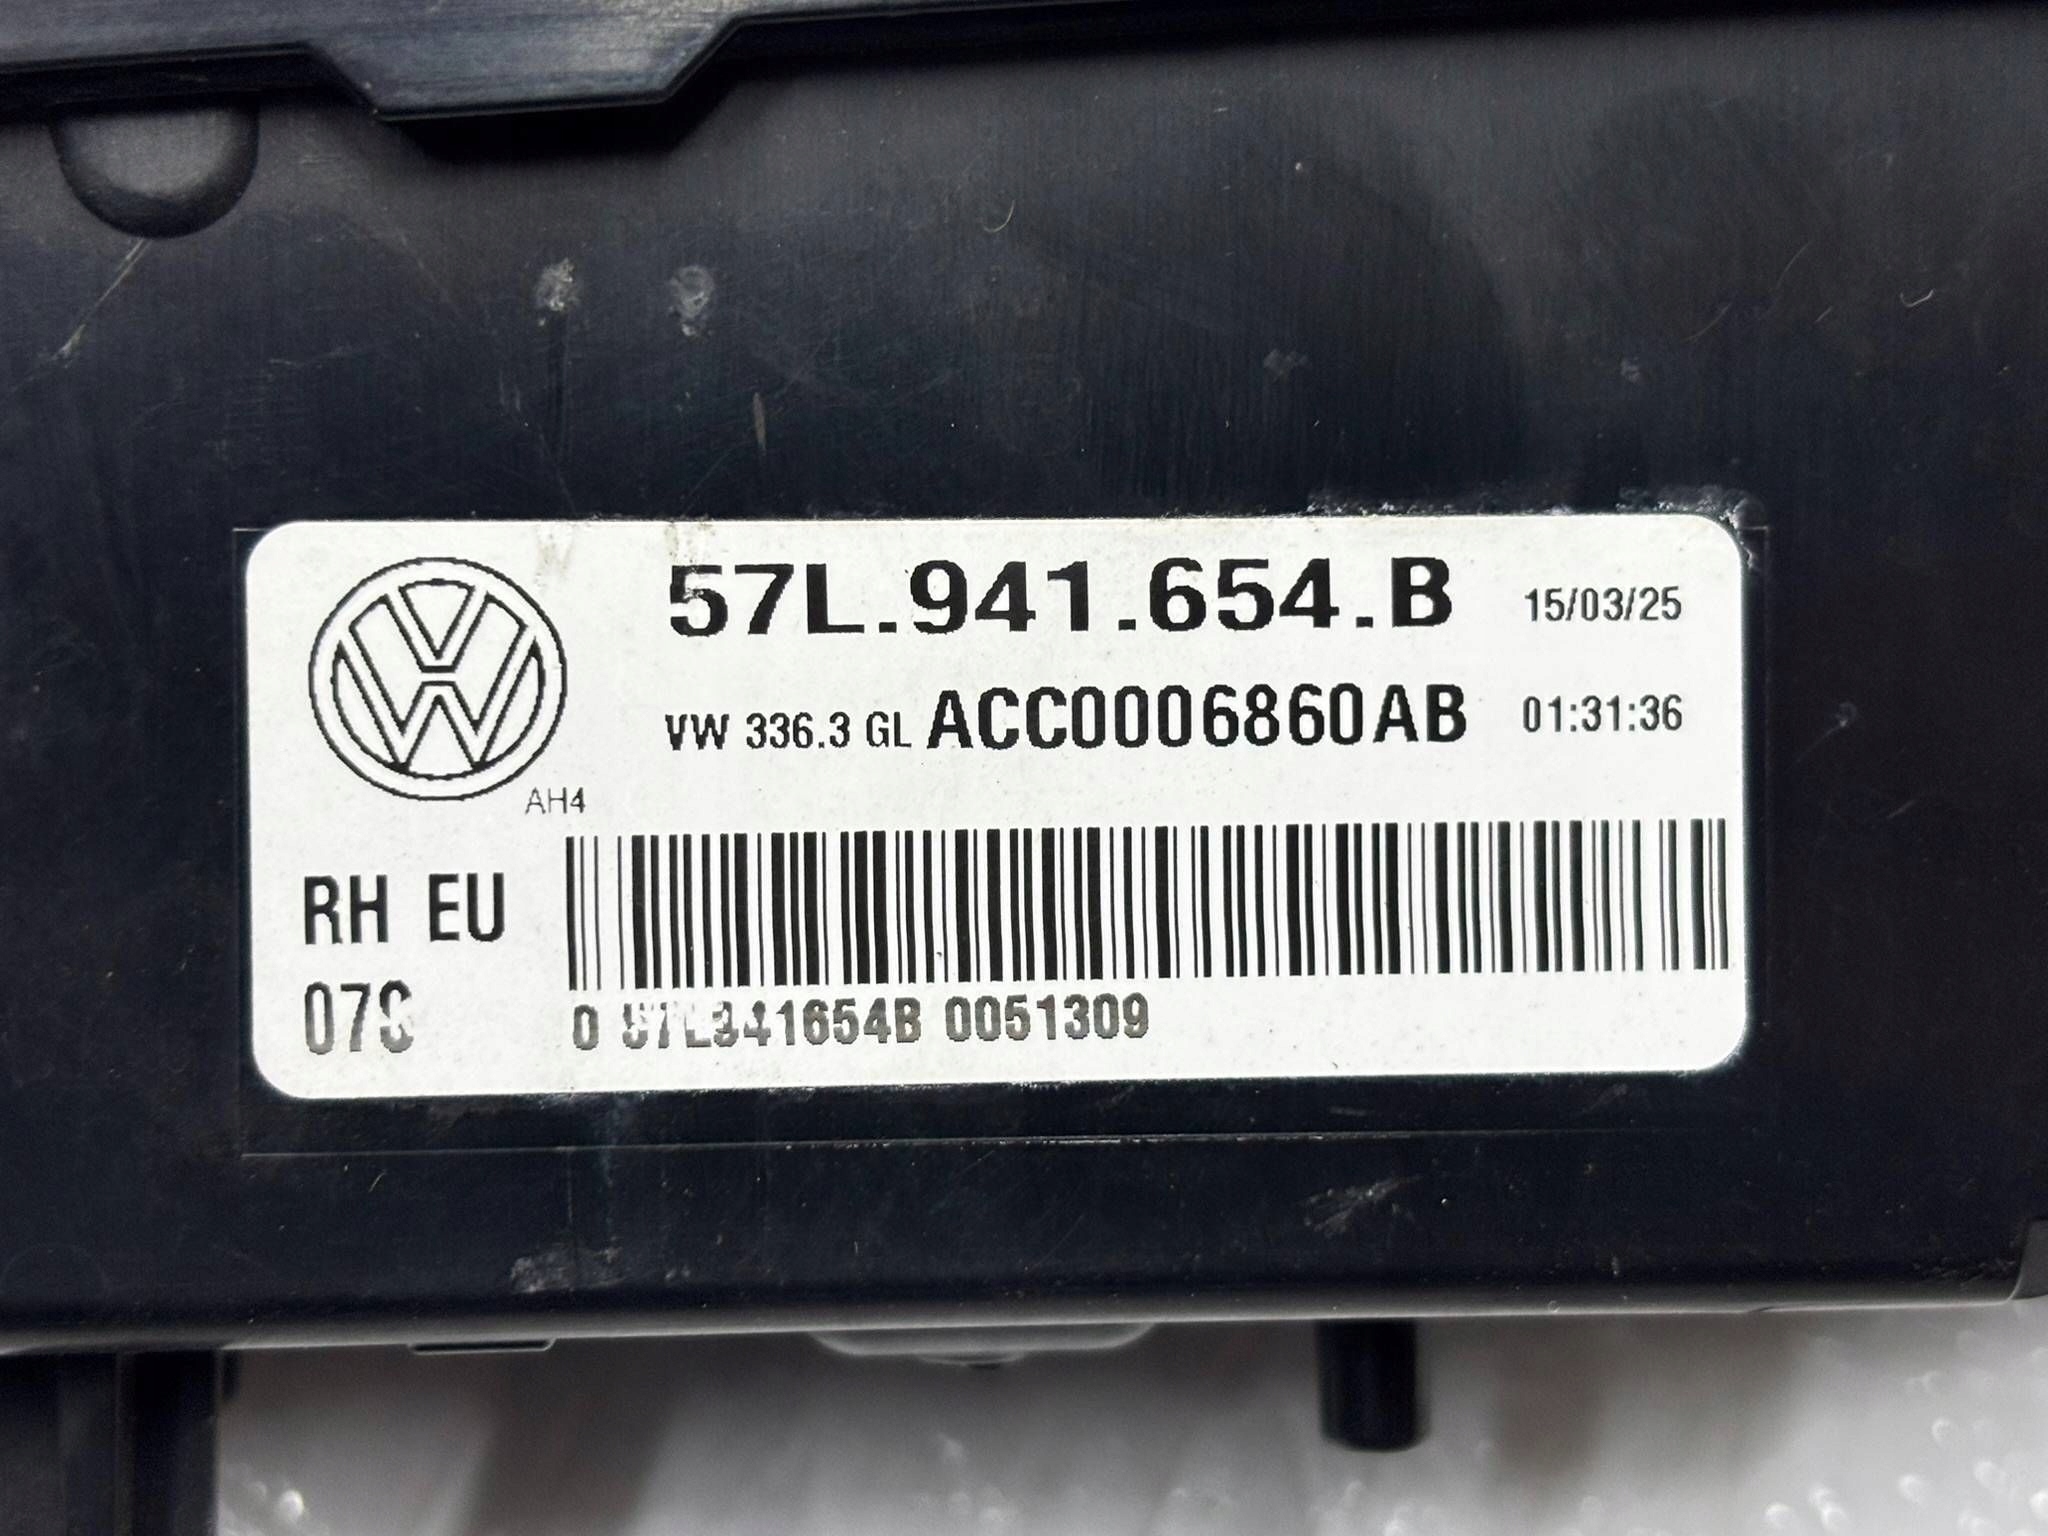 57L.941.654.B 15/03/25
VW 336.3 GL ACC0006860AB 01:31:36
AH4
RH EU
0 57L941654B 0051309